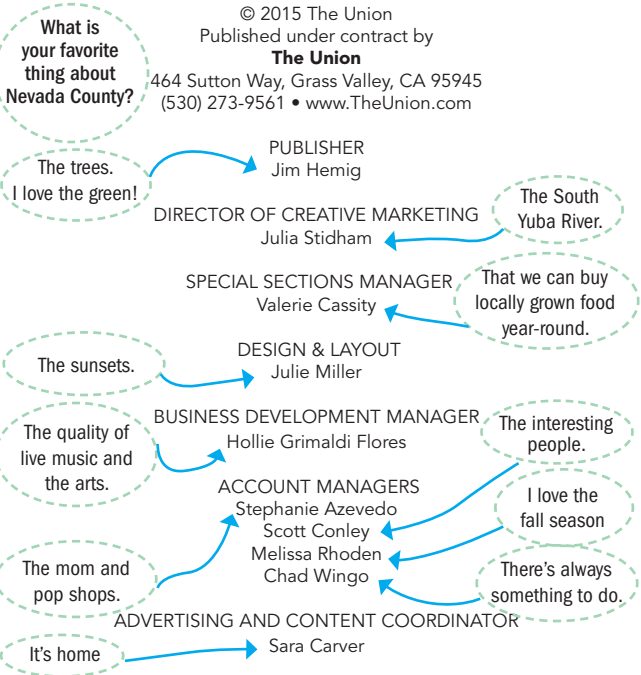 What is
your favorite
thing about
Nevada County?
© 2015 The Union
Published under contract by
The Union
464 Sutton Way, Grass Valley, CA 95945
(530) 273-9561 • www.TheUnion.com
PUBLISHER
Jim Hemig
The trees.
I love the green!
DIRECTOR OF CREATIVE MARKETING
Julia Stidham
The South
Yuba River.
SPECIAL SECTIONS MANAGER
Valerie Cassity
That we can buy
locally grown food
year-round.
DESIGN & LAYOUT
Julie Miller
The sunsets.
BUSINESS DEVELOPMENT MANAGER
Hollie Grimaldi Flores
The quality of
live music and
the arts.
The interesting
people.
ACCOUNT MANAGERS
Stephanie Azevedo
Scott Conley
Melissa Rhoden
Chad Wingo
I love the
fall season
The mom and
pop shops.
There's always
something to do.
ADVERTISING AND CONTENT COORDINATOR
Sara Carver
It's home